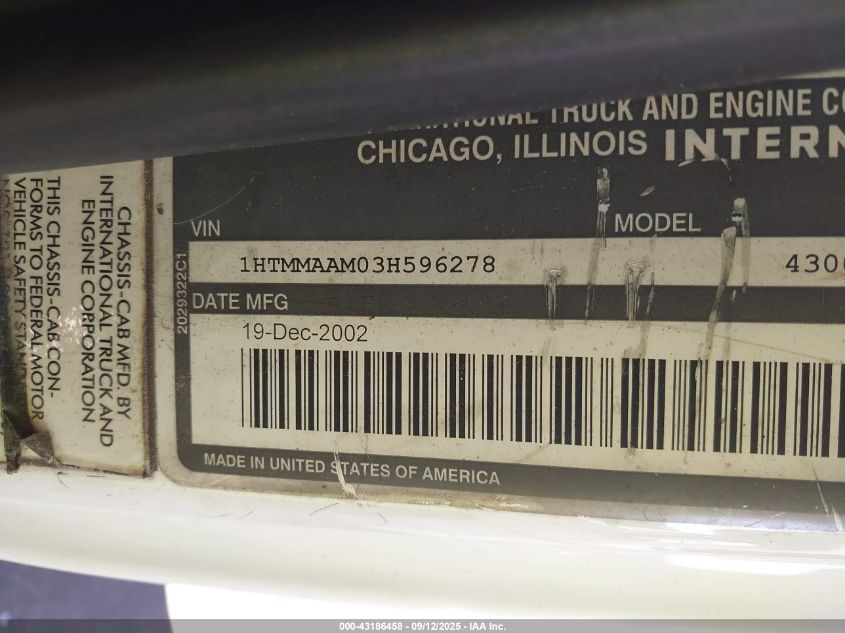 TRUCK AND ENGINE
CHICAGO, ILLINOIS INTERN
VIN MODEL
1HTMMAAM03H596278 430
DATE MFG
19-Dec-2002
MADE IN UNITED STATES OF AMERICA
2029322C1
CHASSIS-CAB MFD. BY
INTERNATIONAL TRUCK AND
ENGINE CORPORATION
THIS CHASSIS-CAB CON-
FORMS TO FEDERAL MOTOR
VEHICLE SAFETY
000-43186458 - 09/12/2025 - IAA Inc.